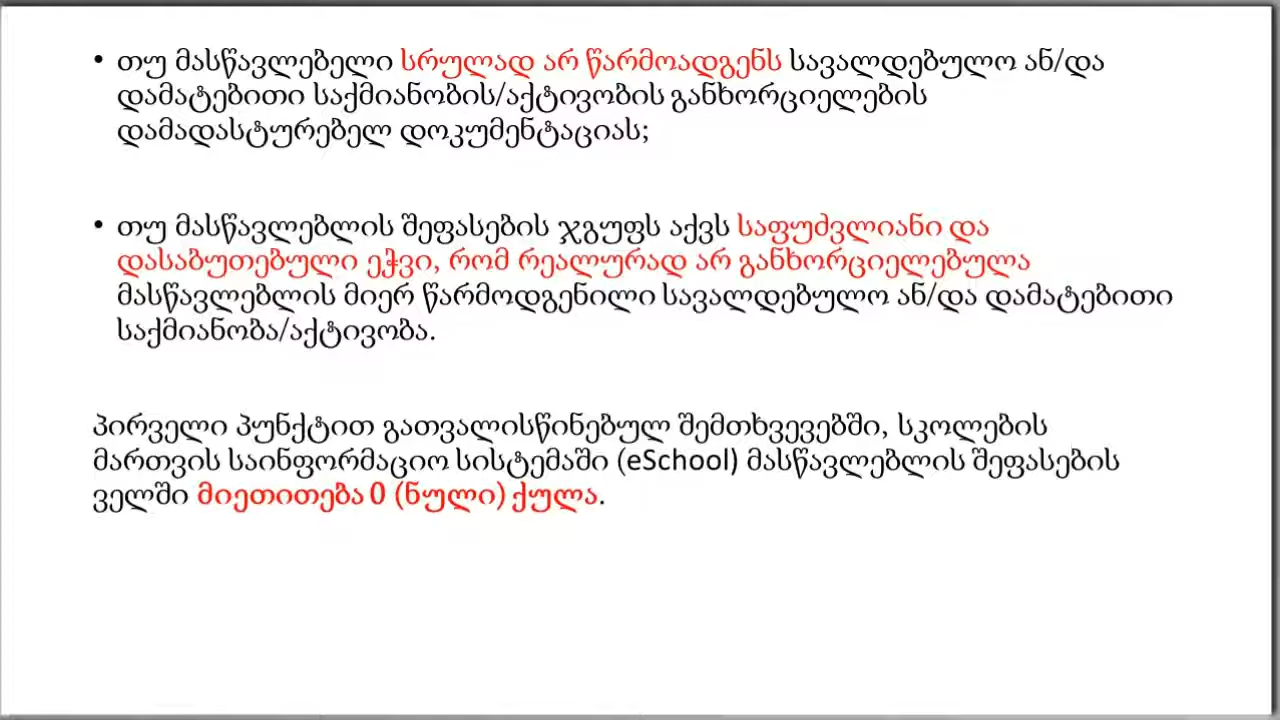 • თუ მასწავლებელი სრულად არ წარმოადგენს სავალდებულო ან/და
დამატებითი საქმიანობის/აქტივობის განხორციელების
დამადასტურებელ დოკუმენტაციას;
• თუ მასწავლებლის შეფასების ჯგუფს აქვს საფუძვლიანი და
დასაბუთებული ეჭვი, რომ რეალურად არ განხორციელებულა
მასწავლებლის მიერ წარმოდგენილი სავალდებულო ან/და დამატებითი
საქმიანობა/აქტივობა.
პირველი პუნქტით გათვალისწინებულ შემთხვევებში, სკოლების
მართვის საინფორმაციო სისტემაში (eSchool) მასწავლებლის შეფასების
ველში მიეთითება 0 (ნული) ქულა.